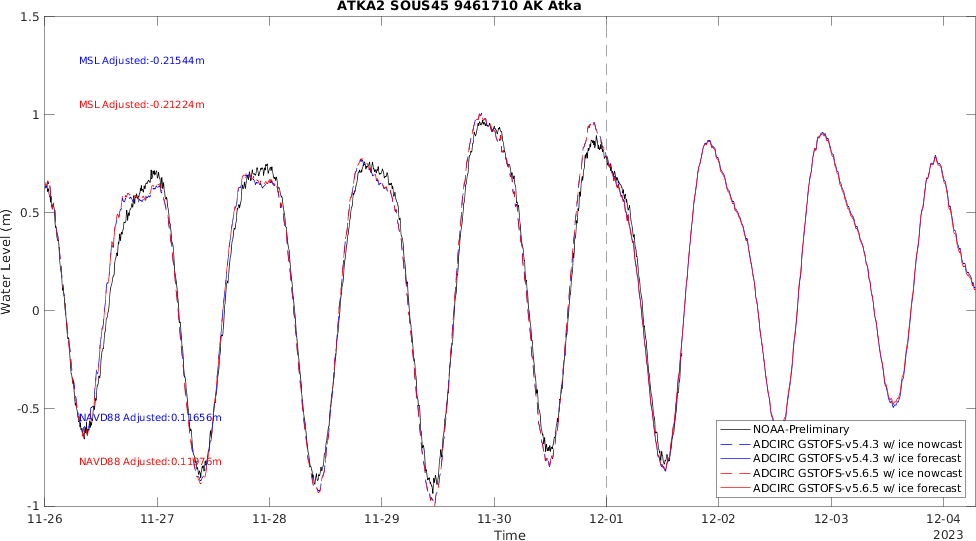 ATKA2 SOUS45 9461710 AK Atka
1.5
1
0.5
0
-0.5
-1
Water Level (m)
MSL Adjusted:-0.21544m
MSL Adjusted:-0.21224m
NAVD88 Adjusted:0.11656m
NAVD88 Adjusted:
NOAA-Preliminary
ADCIRC GSTOFS-v5.4.3 w/ ice nowcast
ADCIRC GSTOFS-v5.4.3 w/ ice forecast
ADCIRC GSTOFS-v5.6.5 w/ ice nowcast
ADCIRC GSTOFS-v5.6.5 w/ ice forecast
11-26 11-27 11-28 11-29 11-30 12-01 12-02 12-03 12-04
Time
2023